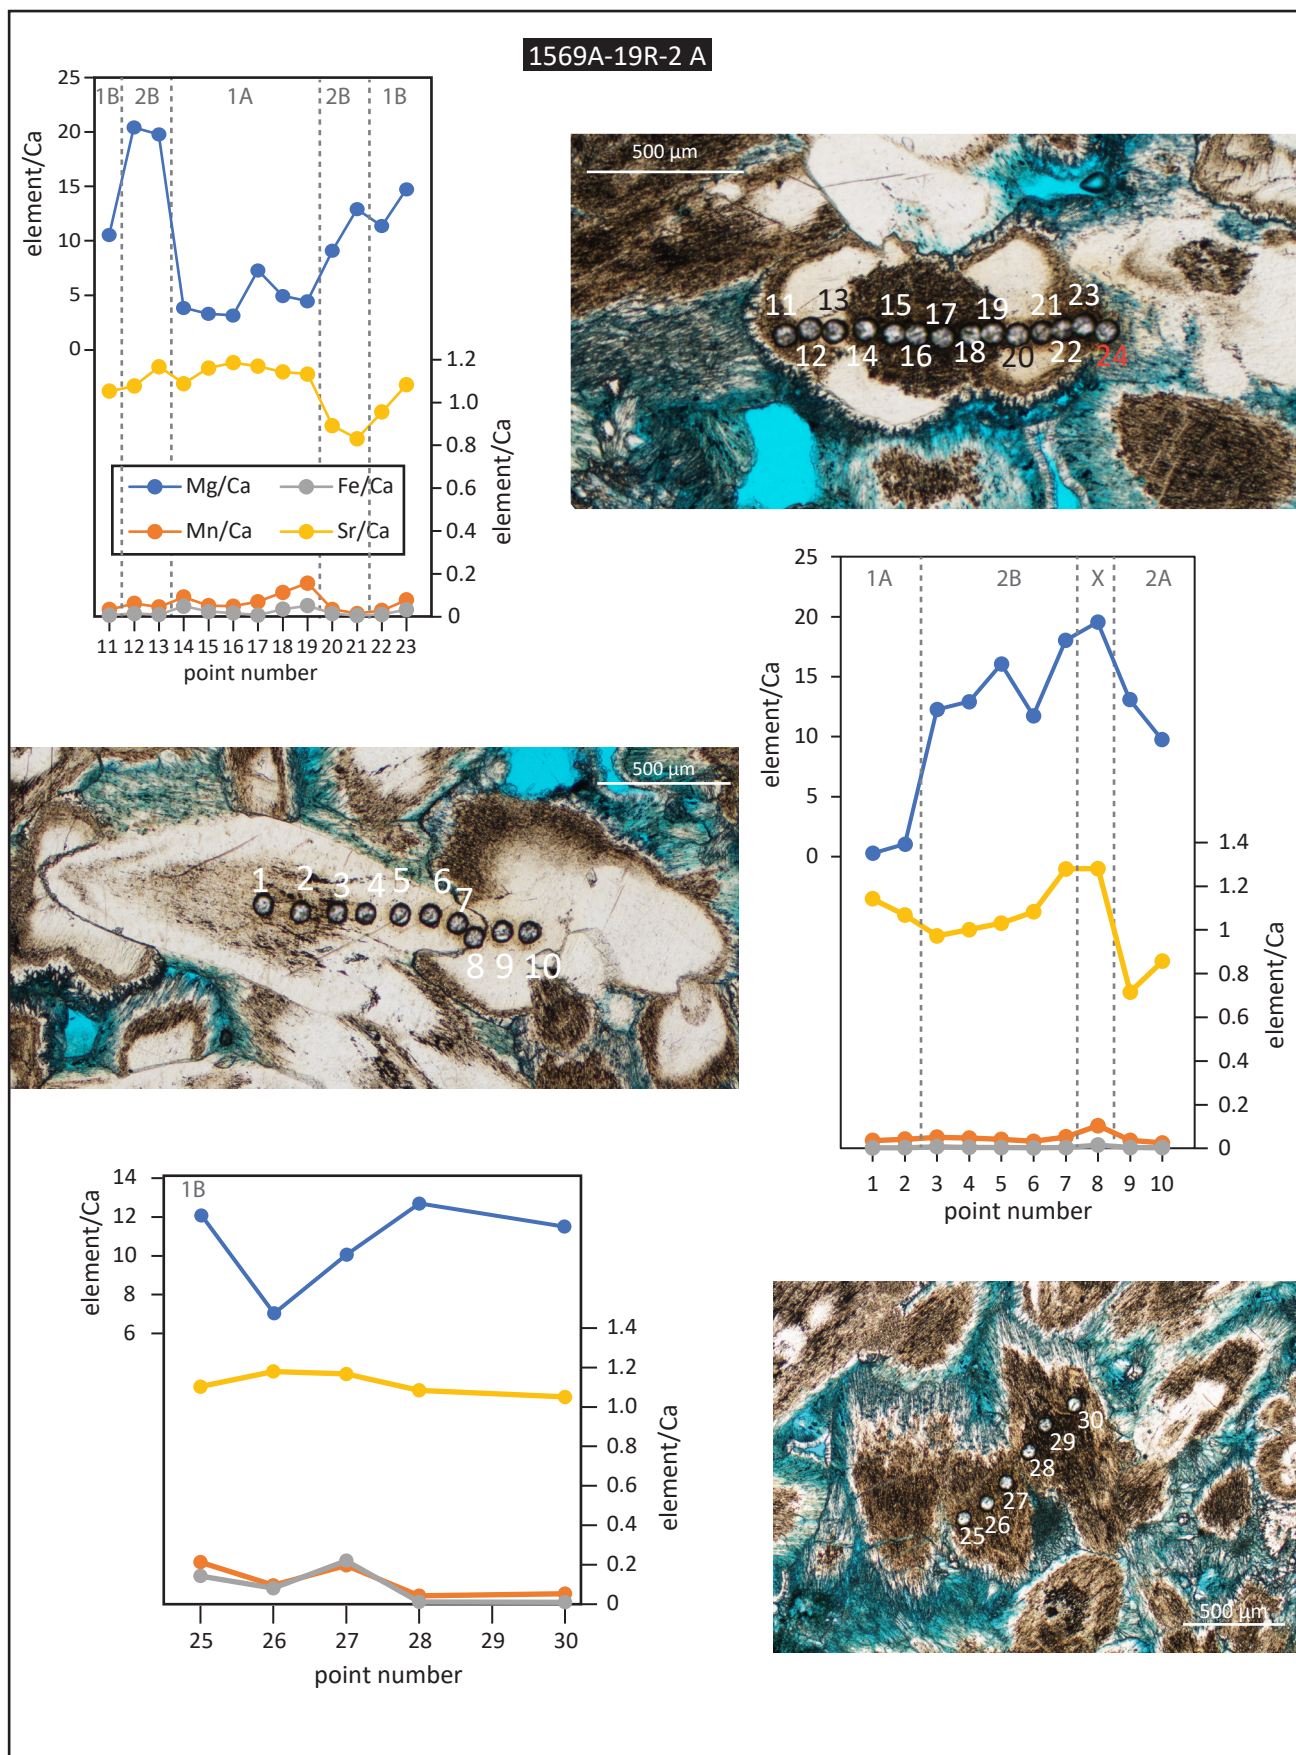 1569A-19R-2 A
25
20
15
10
5
0
element/Ca
1B
2B
1A
2B
1B
1.2
1.0
0.8
0.6
0.4
0.2
0
element/Ca
Mg/Ca
Fe/Ca
Mn/Ca
Sr/Ca
11 12 13 14 15 16 17 18 19 20 21 22 23
point number
500 µm
11
13
15
17
19
21
23
12
14
16
18
20
22
24
25
20
15
10
5
0
element/Ca
1A
2B
X
2A
1.4
1.2
1
0.8
0.6
0.4
0.2
0
element/Ca
1 2 3 4 5 6 7 8 9 10
point number
500 µm
1 2 3 4 5 6 7
8 9 10
14
12
10
8
6
element/Ca
1B
1.4
1.2
1.0
0.8
0.6
0.4
0.2
0
element/Ca
25 26 27 28 29 30
point number
30
29
28
27
26
25
500 µm